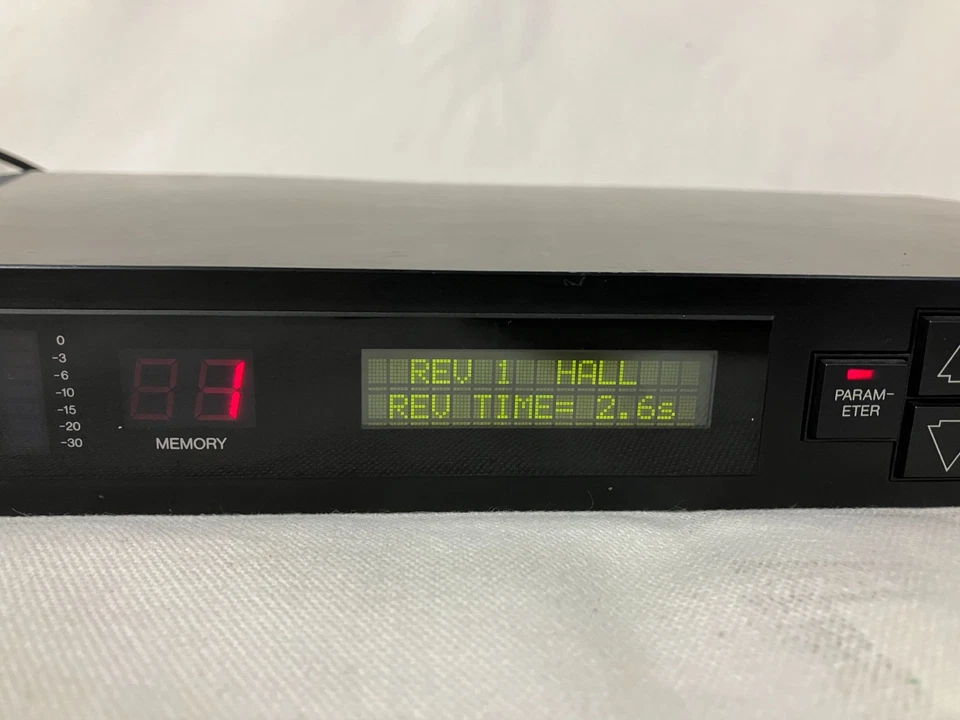 0
-3
-6
-10
-15
-20
-30
1
MEMORY
REV 1 HALL
REV TIME= 2.6s
PARAM-
ETER